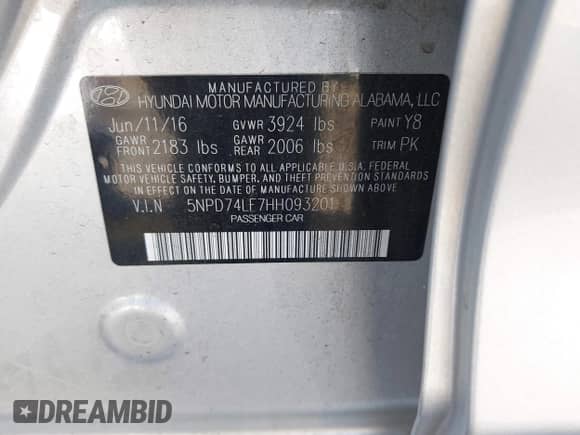 MANUFACTURED BY
HYUNDAI MOTOR MANUFACTURING ALABAMA, LLC
Jun/11/16 GVWR 3924 lbs PAINT Y8
GAWR FRONT 2183 lbs GAWR REAR 2006 lbs TRIM PK
THIS VEHICLE CONFORMS TO ALL APPLICABLE U.S.A. FEDERAL
MOTOR VEHICLE SAFETY, BUMPER, AND THEFT PREVENTION
STANDARDS IN EFFECT ON THE DATE OF MANUFACTURE SHOWN ABOVE
V.I.N 5NPD74LF7HH093201
PASSENGER CAR
DREAMBID